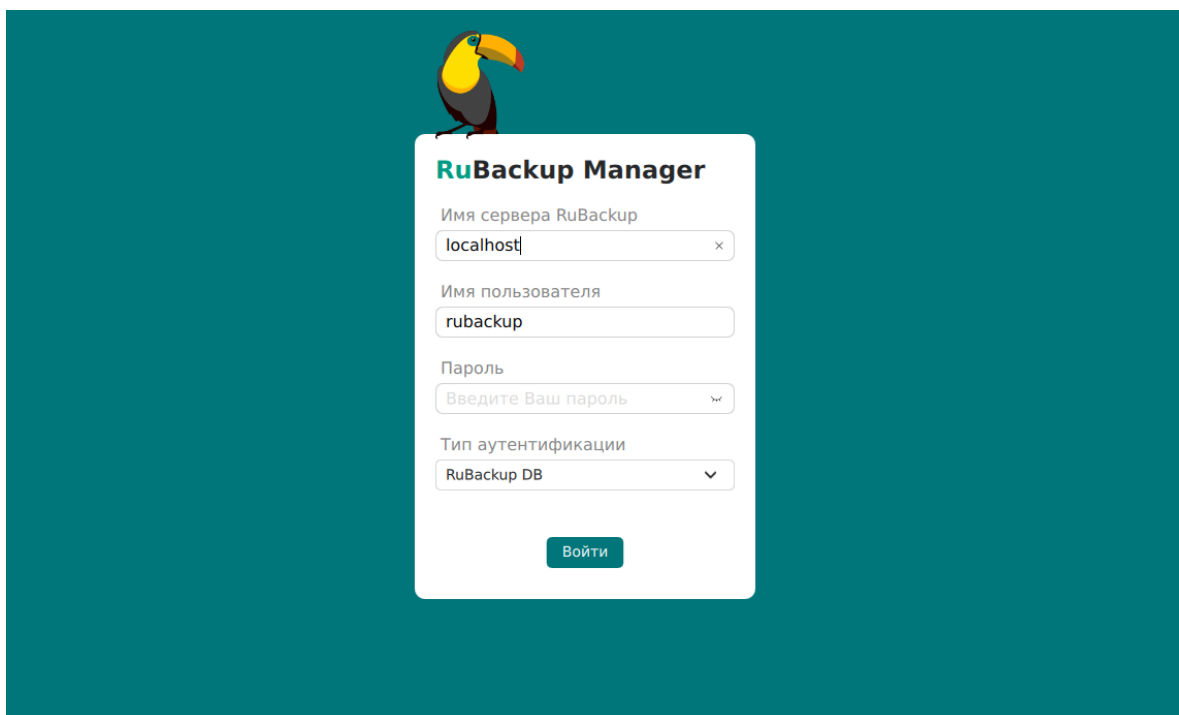 RuBackup Manager
Имя сервера RuBackup
localhost
Имя пользователя
rubackup
Пароль
Введите Ваш пароль
Тип аутентификации
RuBackup DB
Войти